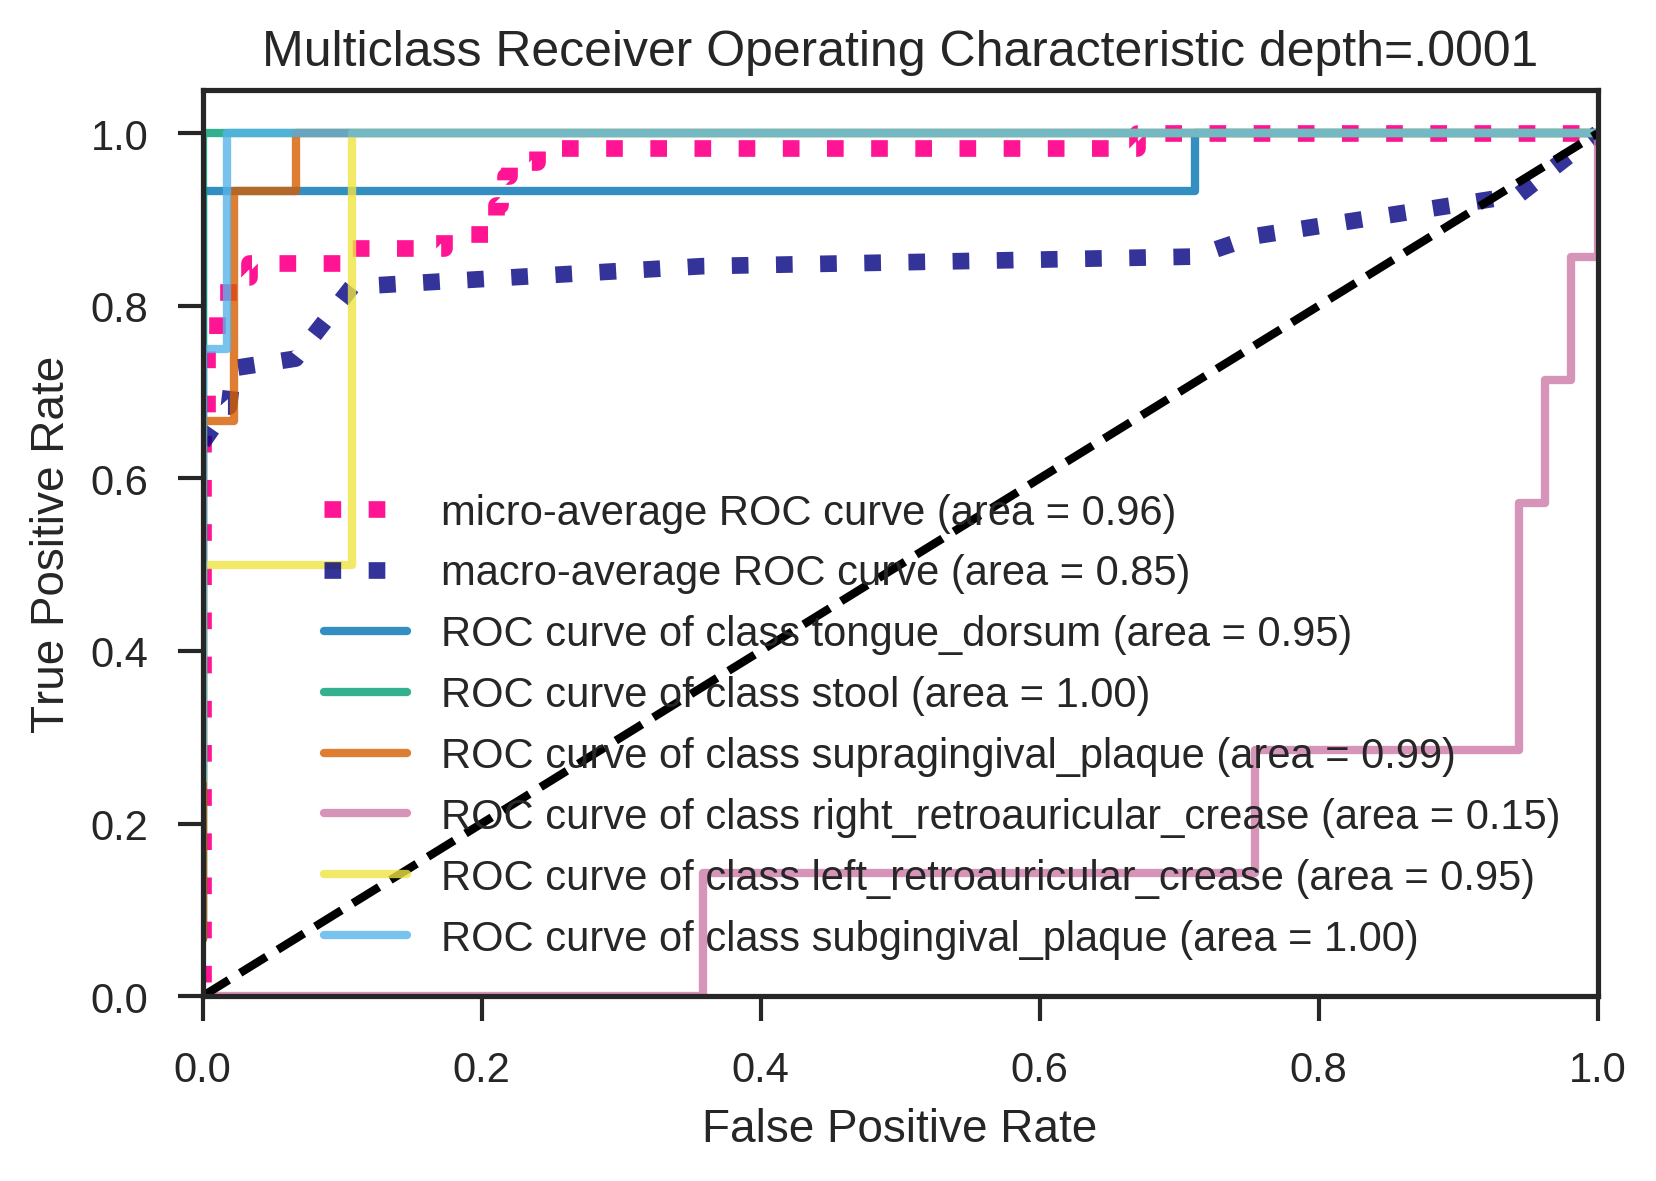 Multiclass Receiver Operating Characteristic depth=.0001
1.0
0.8
0.6
0.4
0.2
0.0
True Positive Rate
micro-average ROC curve (area = 0.96)
macro-average ROC curve (area = 0.85)
ROC curve of class tongue_dorsum (area = 0.95)
ROC curve of class stool (area = 1.00)
ROC curve of class supragingival_plaque (area = 0.99)
ROC curve of class right_retroauricular_crease (area = 0.15)
ROC curve of class left_retroauricular_crease (area = 0.95)
ROC curve of class subgingival_plaque (area = 1.00)
0.0 0.2 0.4 0.6 0.8 1.0
False Positive Rate